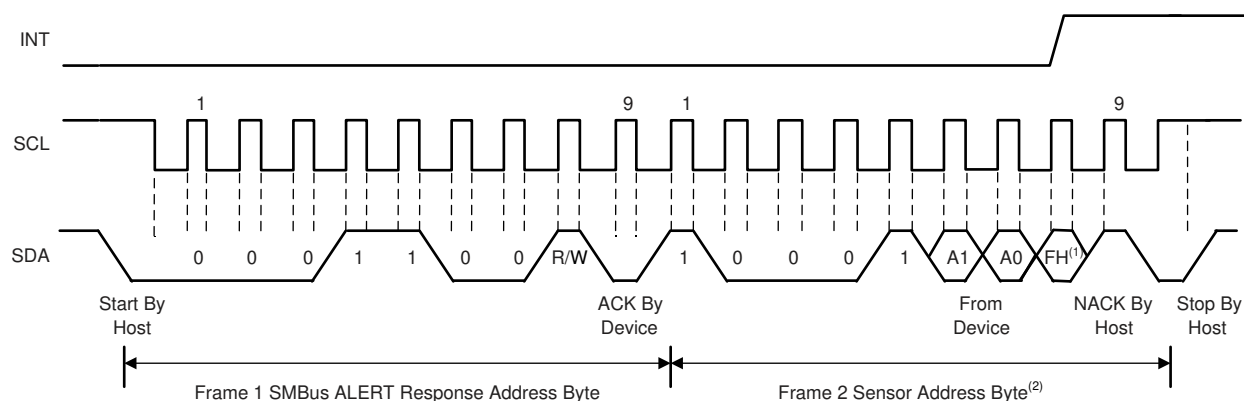 INT
1 9 1 9
SCL
SDA
0 0 0 1 1 0 0 R/W 1 0 0 0 1 A1 A0 FH(1)
Start By
Host
ACK By
Device
From
Device
NACK By
Host
Stop By
Host
Frame 1 SMBus ALERT Response Address Byte
Frame 2 Sensor Address Byte(2)